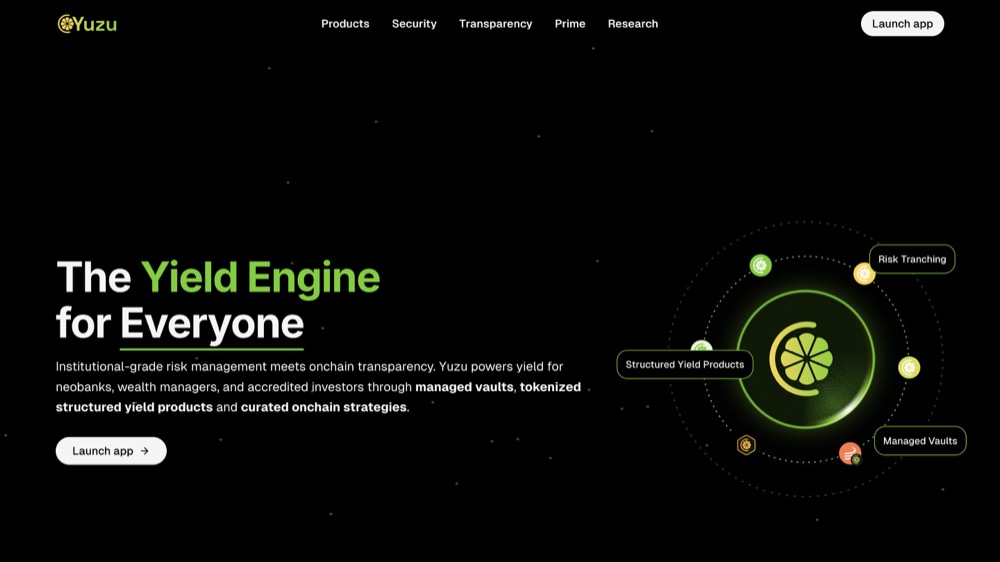 Yuzu
Products
Security
Transparency
Prime
Research
Launch app
The Yield Engine
for Everyone
Institutional-grade risk management meets onchain transparency. Yuzu powers yield for
neobanks, wealth managers, and accredited investors through managed vaults, tokenized
structured yield products and curated onchain strategies.
Launch app →
Risk Tranching
Structured Yield Products
Managed Vaults